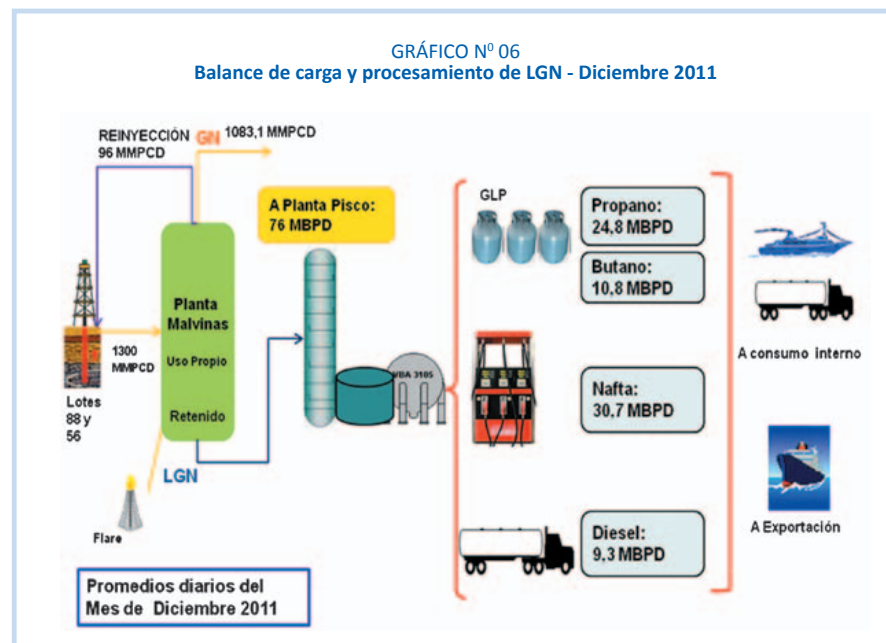 GRÁFICO Nº 06
Balance de carga y procesamiento de LGN - Diciembre 2011
REINYECCIÓN
96 MMPCD
GN
1083,1 MMPCD
A Planta Pisco:
76 MBPD
GLP
Propano:
24,8 MBPD
Butano:
10,8 MBPD
Planta
Malvinas
Uso Propio
Retenido
1300
MMPCD
Lotes
88 y
56
LGN
Flare
VBA 3105
Nafta:
30,7 MBPD
Diesel:
9,3 MBPD
A consumo interno
A Exportación
Promedios diarios del
Mes de Diciembre 2011